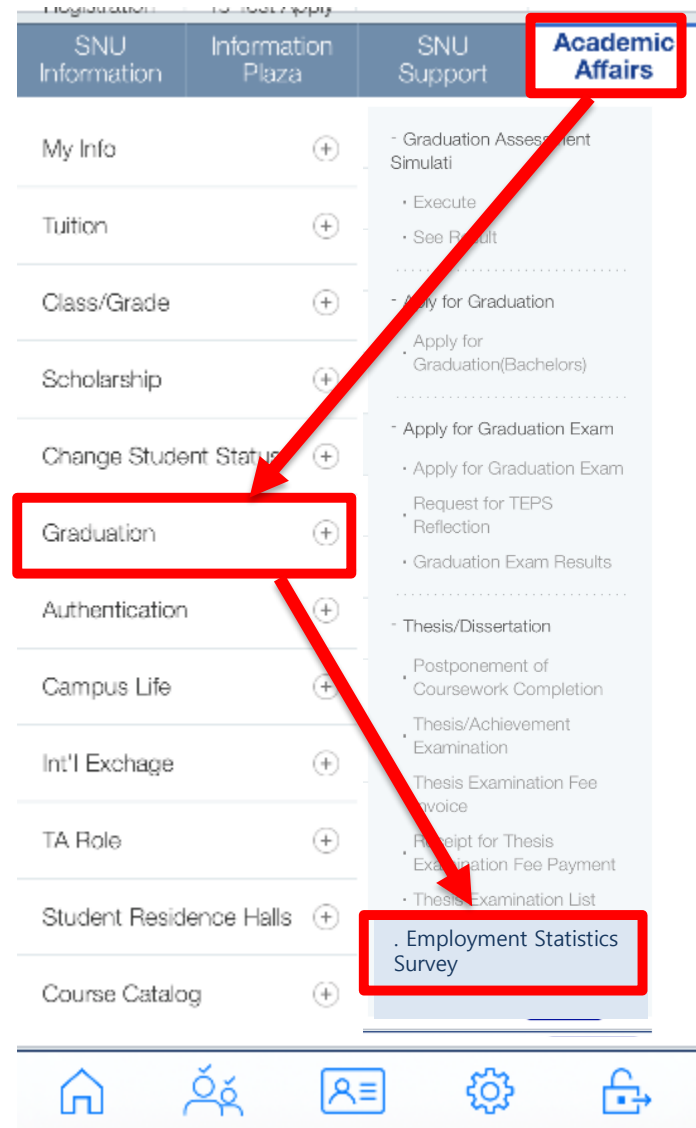 SNU
Information
Information
Plaza
SNU
Support
Academic
Affairs
My Info
Tuition
Class/Grade
Scholarship
Change Student Status
Graduation
Authentication
Campus Life
Int'l Exchage
TA Role
Student Residence Halls
Course Catalog
- Graduation Assessment
Simulati
· Execute
· See Result
- Aply for Graduation
· Apply for
Graduation(Bachelors)
- Apply for Graduation Exam
· Apply for Graduation Exam
· Request for TEPS
Reflection
· Graduation Exam Results
- Thesis/Dissertation
· Postponement of
Coursework Completion
· Thesis/Achievement
Examination
· Thesis Examination Fee
Invoice
· Receipt for Thesis
Examination Fee Payment
· Thesis Examination List
. Employment Statistics
Survey